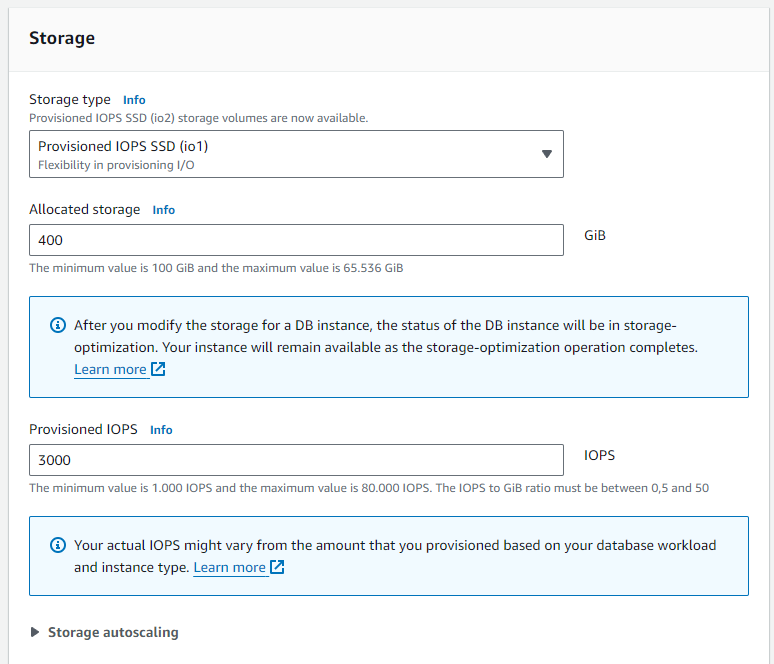 Storage
Storage type Info
Provisioned IOPS SSD (io2) storage volumes are now available.
Provisioned IOPS SSD (io1)
Flexibility in provisioning I/O
Allocated storage Info
400 GiB
The minimum value is 100 GiB and the maximum value is 65.536 GiB
After you modify the storage for a DB instance, the status of the DB instance will be in storage-
optimization. Your instance will remain available as the storage-optimization operation completes.
Learn more
Provisioned IOPS Info
3000 IOPS
The minimum value is 1.000 IOPS and the maximum value is 80.000 IOPS. The IOPS to GiB ratio must be between 0,5 and 50
Your actual IOPS might vary from the amount that you provisioned based on your database workload
and instance type. Learn more
Storage autoscaling